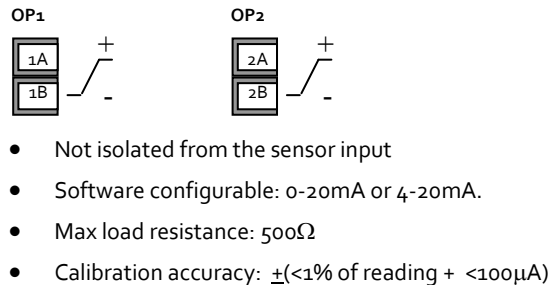 OP1 OP2
1A + 2A +
1B - 2B -
• Not isolated from the sensor input
• Software configurable: 0-20mA or 4-20mA.
• Max load resistance: 500Ω
• Calibration accuracy: ±(<1% of reading + <100µA)